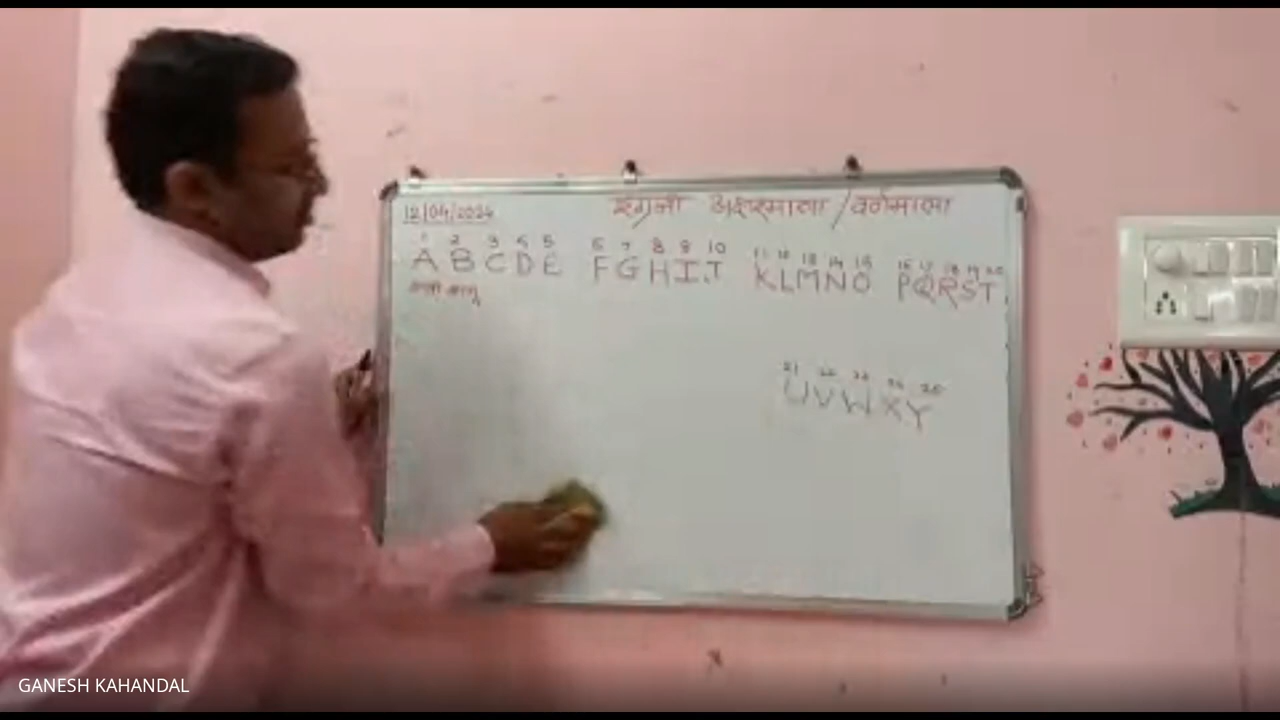 12/04/2024 इंग्रजी अक्षरमाला / वर्णमाला
1 2 3 4 5 6 7 8 9 10 11 12 13 14 15 16 17 18 19 20
A B C D E F G H I J K L M N O P Q R S T
21 22 23 24 25
U V W X Y
GANESH KAHANDAL